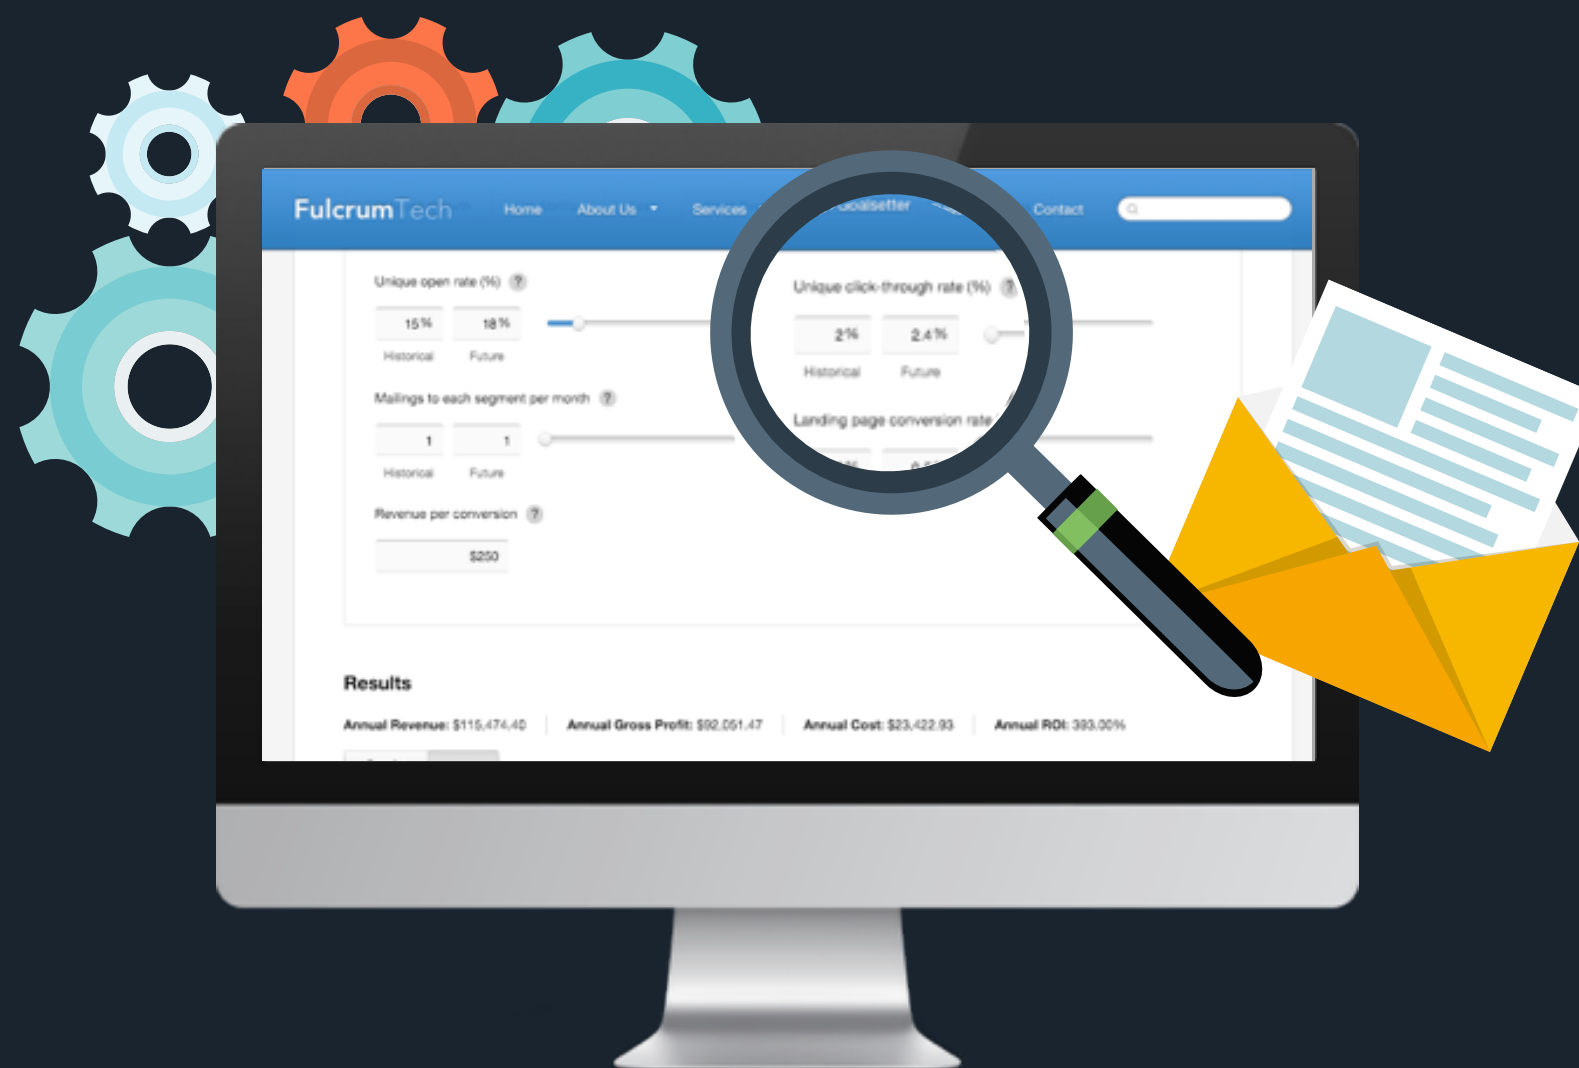 FulcrumTech Home About Us Services Goalsetter Contact
Unique open rate (%) ?
15% 18%
Historical Future
Unique click-through rate (%) ?
2% 2.4%
Historical Future
Mailings to each segment per month ?
1 1
Historical Future
Landing page conversion rate
Revenue per conversion ?
$250
Results
Annual Revenue: $115,474.40 Annual Gross Profit: $92,051.47 Annual Cost: $23,422.93 Annual ROI: 393.00%